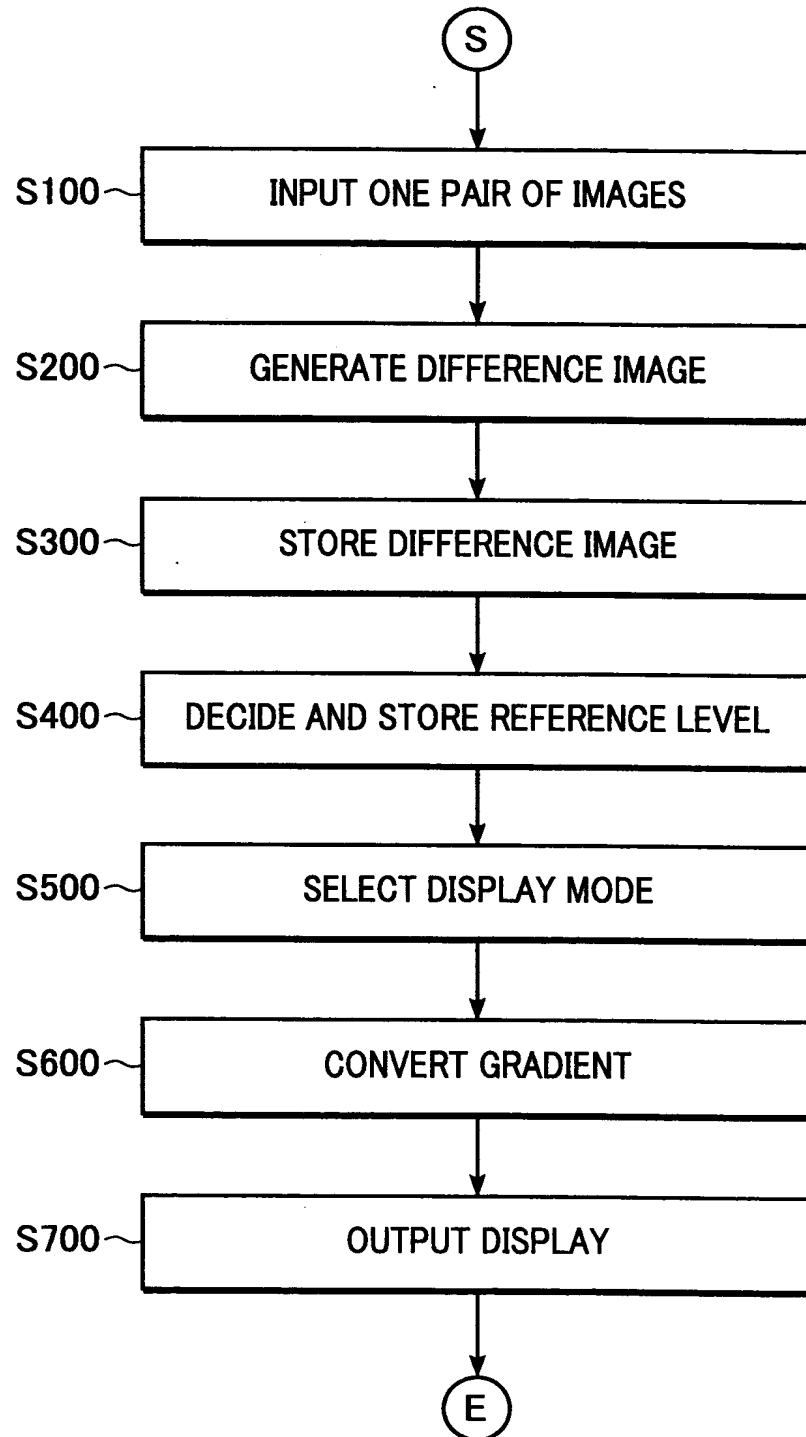 S
S100 INPUT ONE PAIR OF IMAGES
S200 GENERATE DIFFERENCE IMAGE
S300 STORE DIFFERENCE IMAGE
S400 DECIDE AND STORE REFERENCE LEVEL
S500 SELECT DISPLAY MODE
S600 CONVERT GRADIENT
S700 OUTPUT DISPLAY
E